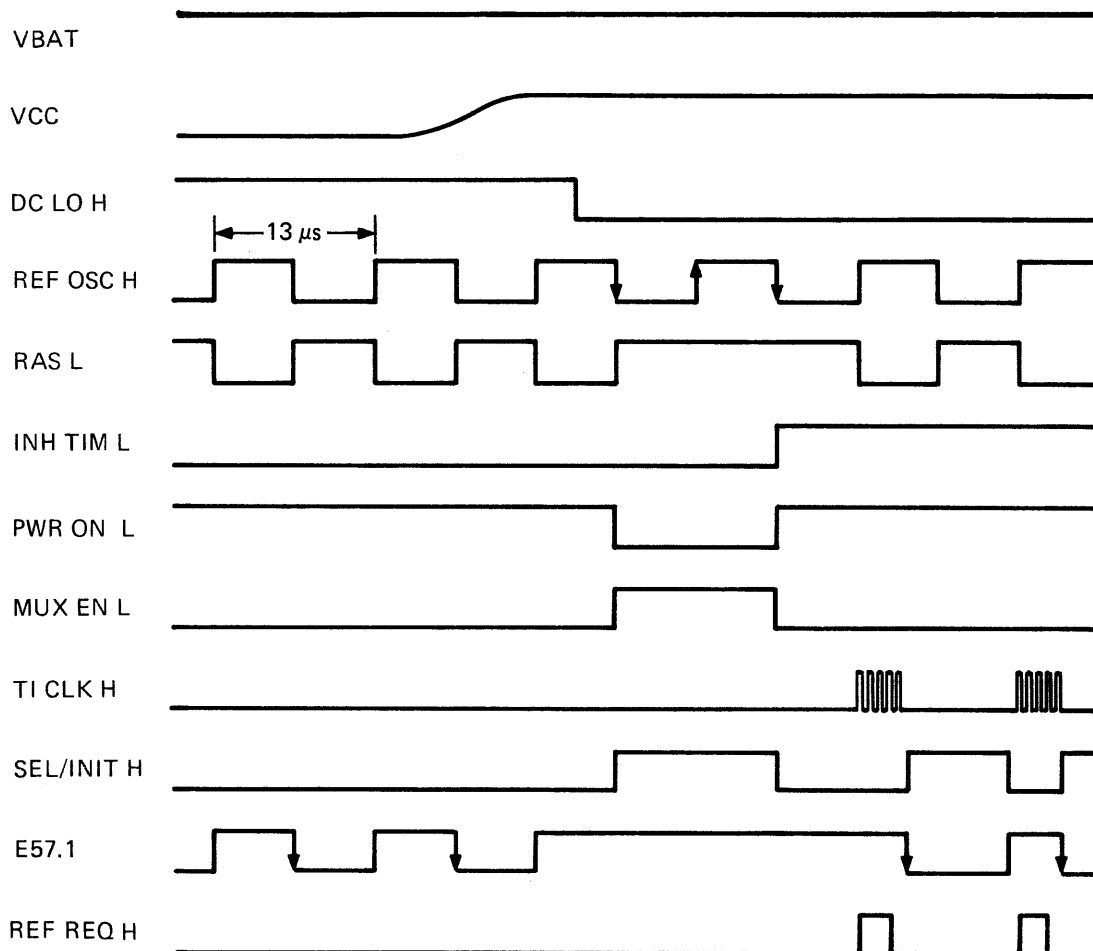 VBAT
VCC
DC LO H
13 μs
REF OSC H
RAS L
INH TIM L
PWR ON L
MUX EN L
TI CLK H
SEL/INIT H
E57.1
REF REQ H